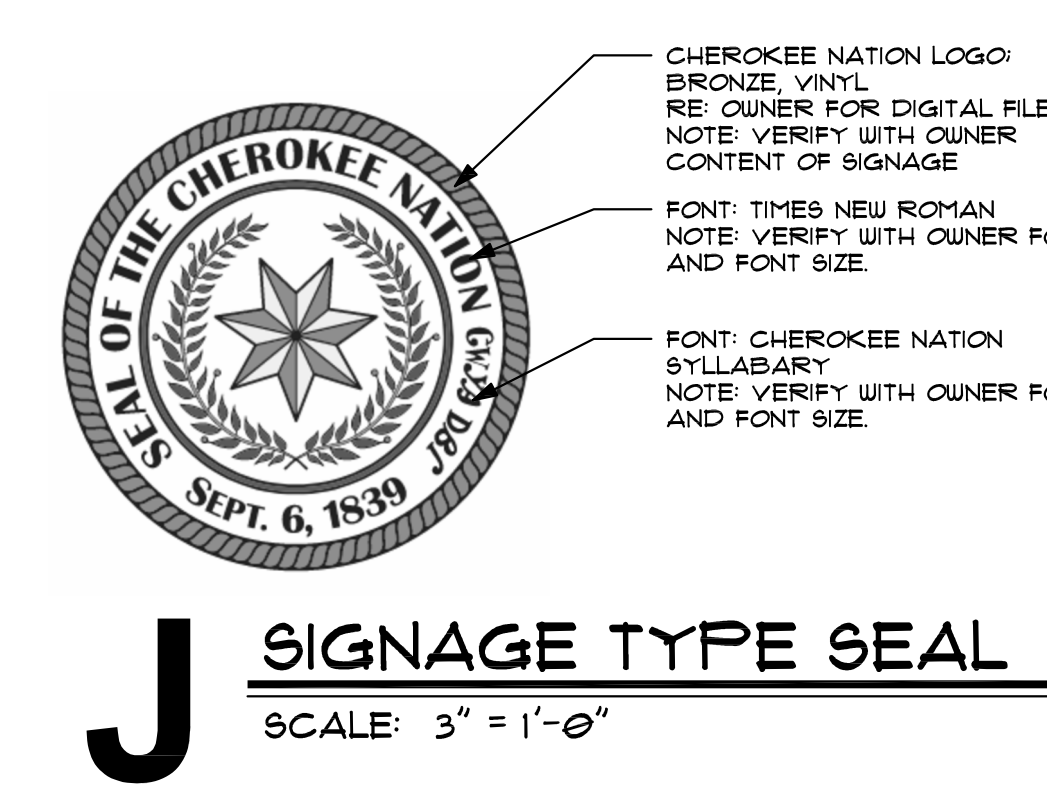 CHEROKEE NATION LOGO;
BRONZE, VINYL
RE: OWNER FOR DIGITAL FILE
NOTE: VERIFY WITH OWNER
CONTENT OF SIGNAGE
FONT: TIMES NEW ROMAN
NOTE: VERIFY WITH OWNER FO
AND FONT SIZE.
FONT: CHEROKEE NATION
SYLLABARY
NOTE: VERIFY WITH OWNER FO
AND FONT SIZE.
SEAL OF THE CHEROKEE NATION
ᏣᎳᎩᎯ ᎠᏰᎵ
SEPT. 6, 1839
J
SIGNAGE TYPE SEAL
SCALE: 3" = 1'-0"